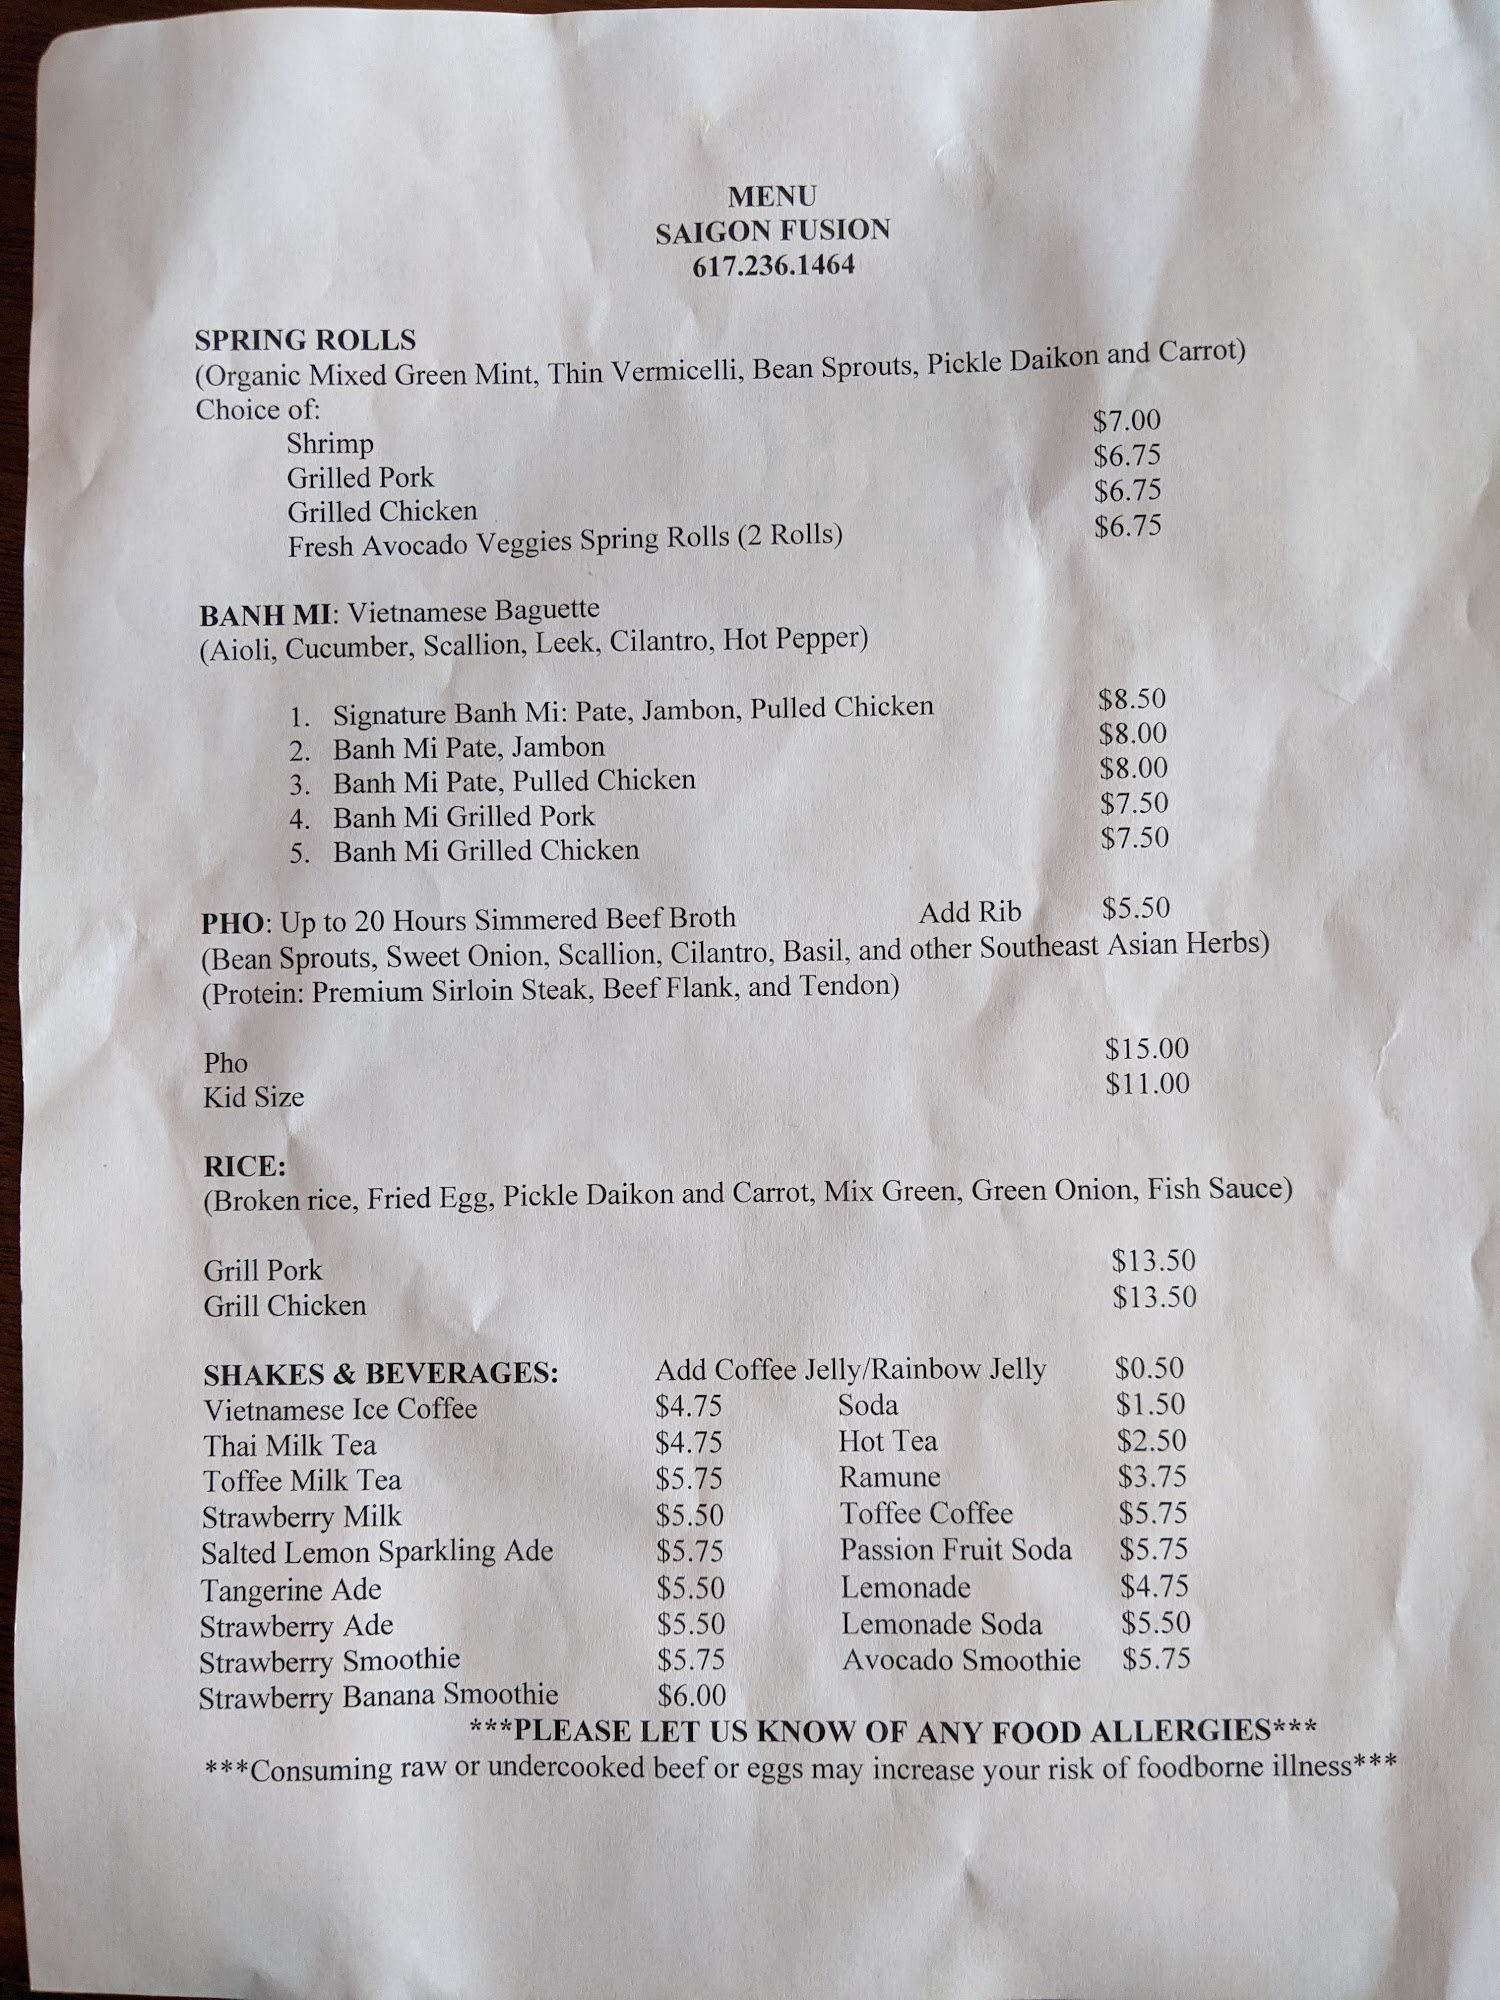 MENU
SAIGON FUSION
617.236.1464
SPRING ROLLS
(Organic Mixed Green Mint, Thin Vermicelli, Bean Sprouts, Pickle Daikon and Carrot)
Choice of:
Shrimp $7.00
Grilled Pork $6.75
Grilled Chicken $6.75
Fresh Avocado Veggies Spring Rolls (2 Rolls) $6.75
BANH MI: Vietnamese Baguette
(Aioli, Cucumber, Scallion, Leek, Cilantro, Hot Pepper)
1. Signature Banh Mi: Pate, Jambon, Pulled Chicken $8.50
2. Banh Mi Pate, Jambon $8.00
3. Banh Mi Pate, Pulled Chicken $8.00
4. Banh Mi Grilled Pork $7.50
5. Banh Mi Grilled Chicken $7.50
PHO: Up to 20 Hours Simmered Beef Broth Add Rib $5.50
(Bean Sprouts, Sweet Onion, Scallion, Cilantro, Basil, and other Southeast Asian Herbs)
(Protein: Premium Sirloin Steak, Beef Flank, and Tendon)
Pho $15.00
Kid Size $11.00
RICE:
(Broken rice, Fried Egg, Pickle Daikon and Carrot, Mix Green, Green Onion, Fish Sauce)
Grill Pork $13.50
Grill Chicken $13.50
SHAKES & BEVERAGES: Add Coffee Jelly/Rainbow Jelly $0.50
Vietnamese Ice Coffee $4.75 Soda $1.50
Thai Milk Tea $4.75 Hot Tea $2.50
Toffee Milk Tea $5.75 Ramune $3.75
Strawberry Milk $5.50 Toffee Coffee $5.75
Salted Lemon Sparkling Ade $5.75 Passion Fruit Soda $5.75
Tangerine Ade $5.50 Lemonade $4.75
Strawberry Ade $5.50 Lemonade Soda $5.50
Strawberry Smoothie $5.75 Avocado Smoothie $5.75
Strawberry Banana Smoothie $6.00
***PLEASE LET US KNOW OF ANY FOOD ALLERGIES***
***Consuming raw or undercooked beef or eggs may increase your risk of foodborne illness***